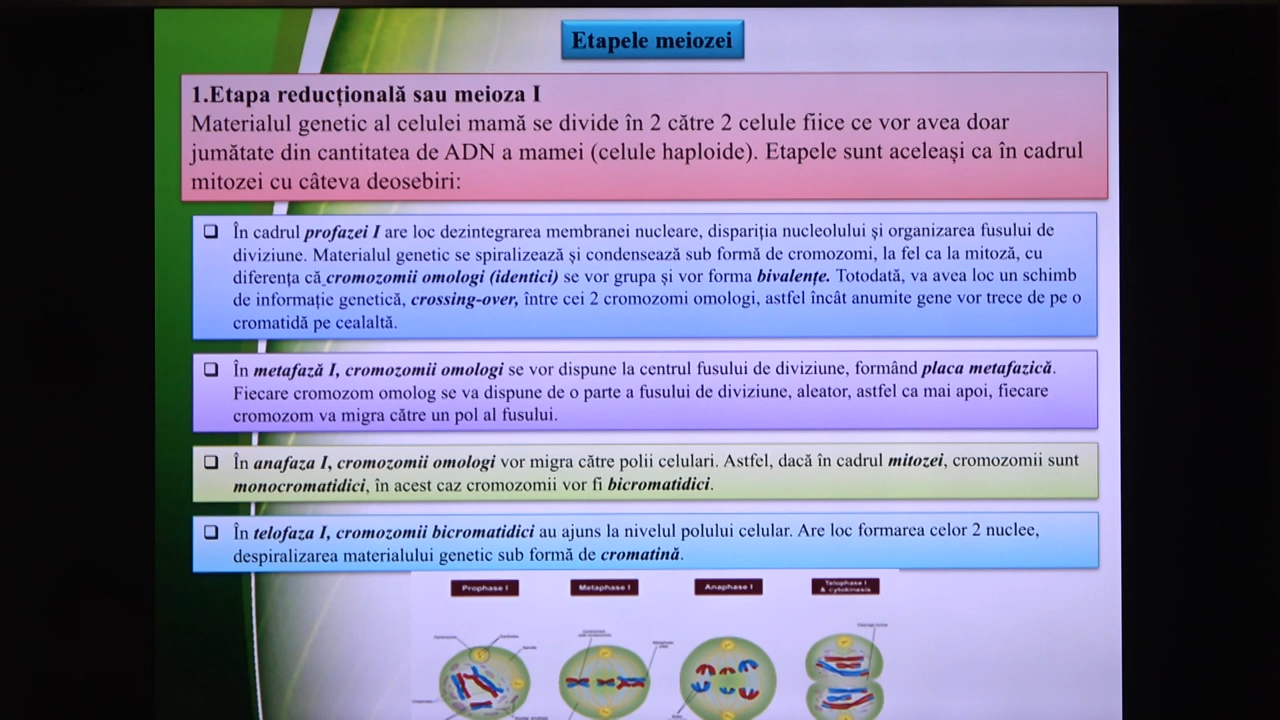 Etapele meiozei
1.Etapa reducțională sau meioza I
Materialul genetic al celulei mamă se divide în 2 către 2 celule fiice ce vor avea doar
jumătate din cantitatea de ADN a mamei (celule haploide). Etapele sunt aceleași ca în cadrul
mitozei cu câteva deosebiri:
În cadrul profazei I are loc dezintegrarea membranei nucleare, dispariția nucleolului și organizarea fusului de
diviziune. Materialul genetic se spiralizează și condensează sub formă de cromozomi, la fel ca la mitoză, cu
diferența că cromozomii omologi (identici) se vor grupa și vor forma bivalențe. Totodată, va avea loc un schimb
de informație genetică, crossing-over, între cei 2 cromozomi omologi, astfel încât anumite gene vor trece de pe o
cromatidă pe cealaltă.
În metafază I, cromozomii omologi se vor dispune la centrul fusului de diviziune, formând placa metafazică.
Fiecare cromozom omolog se va dispune de o parte a fusului de diviziune, aleator, astfel ca mai apoi, fiecare
cromozom va migra către un pol al fusului.
În anafaza I, cromozomii omologi vor migra către polii celulari. Astfel, dacă în cadrul mitozei, cromozomii sunt
monocromatidici, în acest caz cromozomii vor fi bicromatidici.
În telofaza I, cromozomii bicromatidici au ajuns la nivelul polului celular. Are loc formarea celor 2 nuclee,
despiralizarea materialului genetic sub formă de cromatină.
Prophase I
Metaphase I
Anaphase I
Telophase I
& cytokinesis